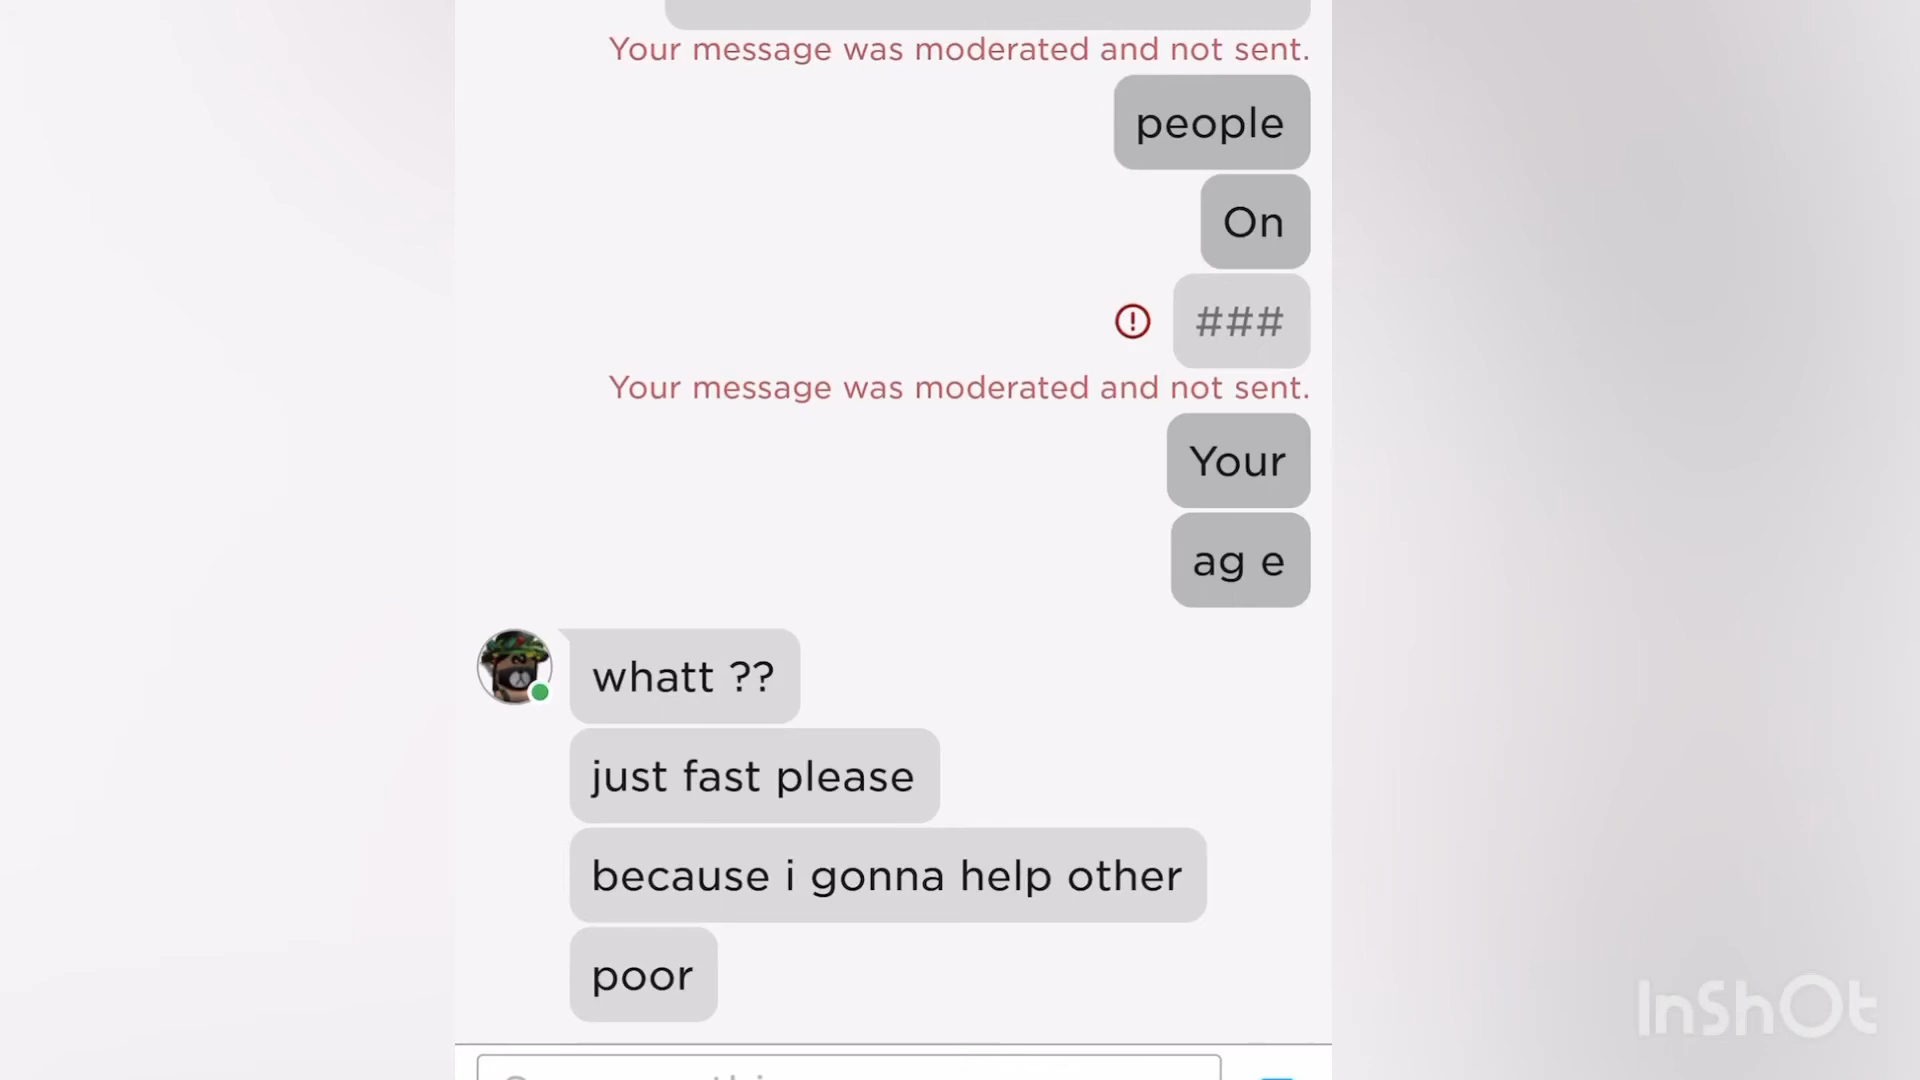 Your message was moderated and not sent.
people
On
###
Your message was moderated and not sent.
Your
ag e
whatt ??
just fast please
because i gonna help other
poor
InShOt